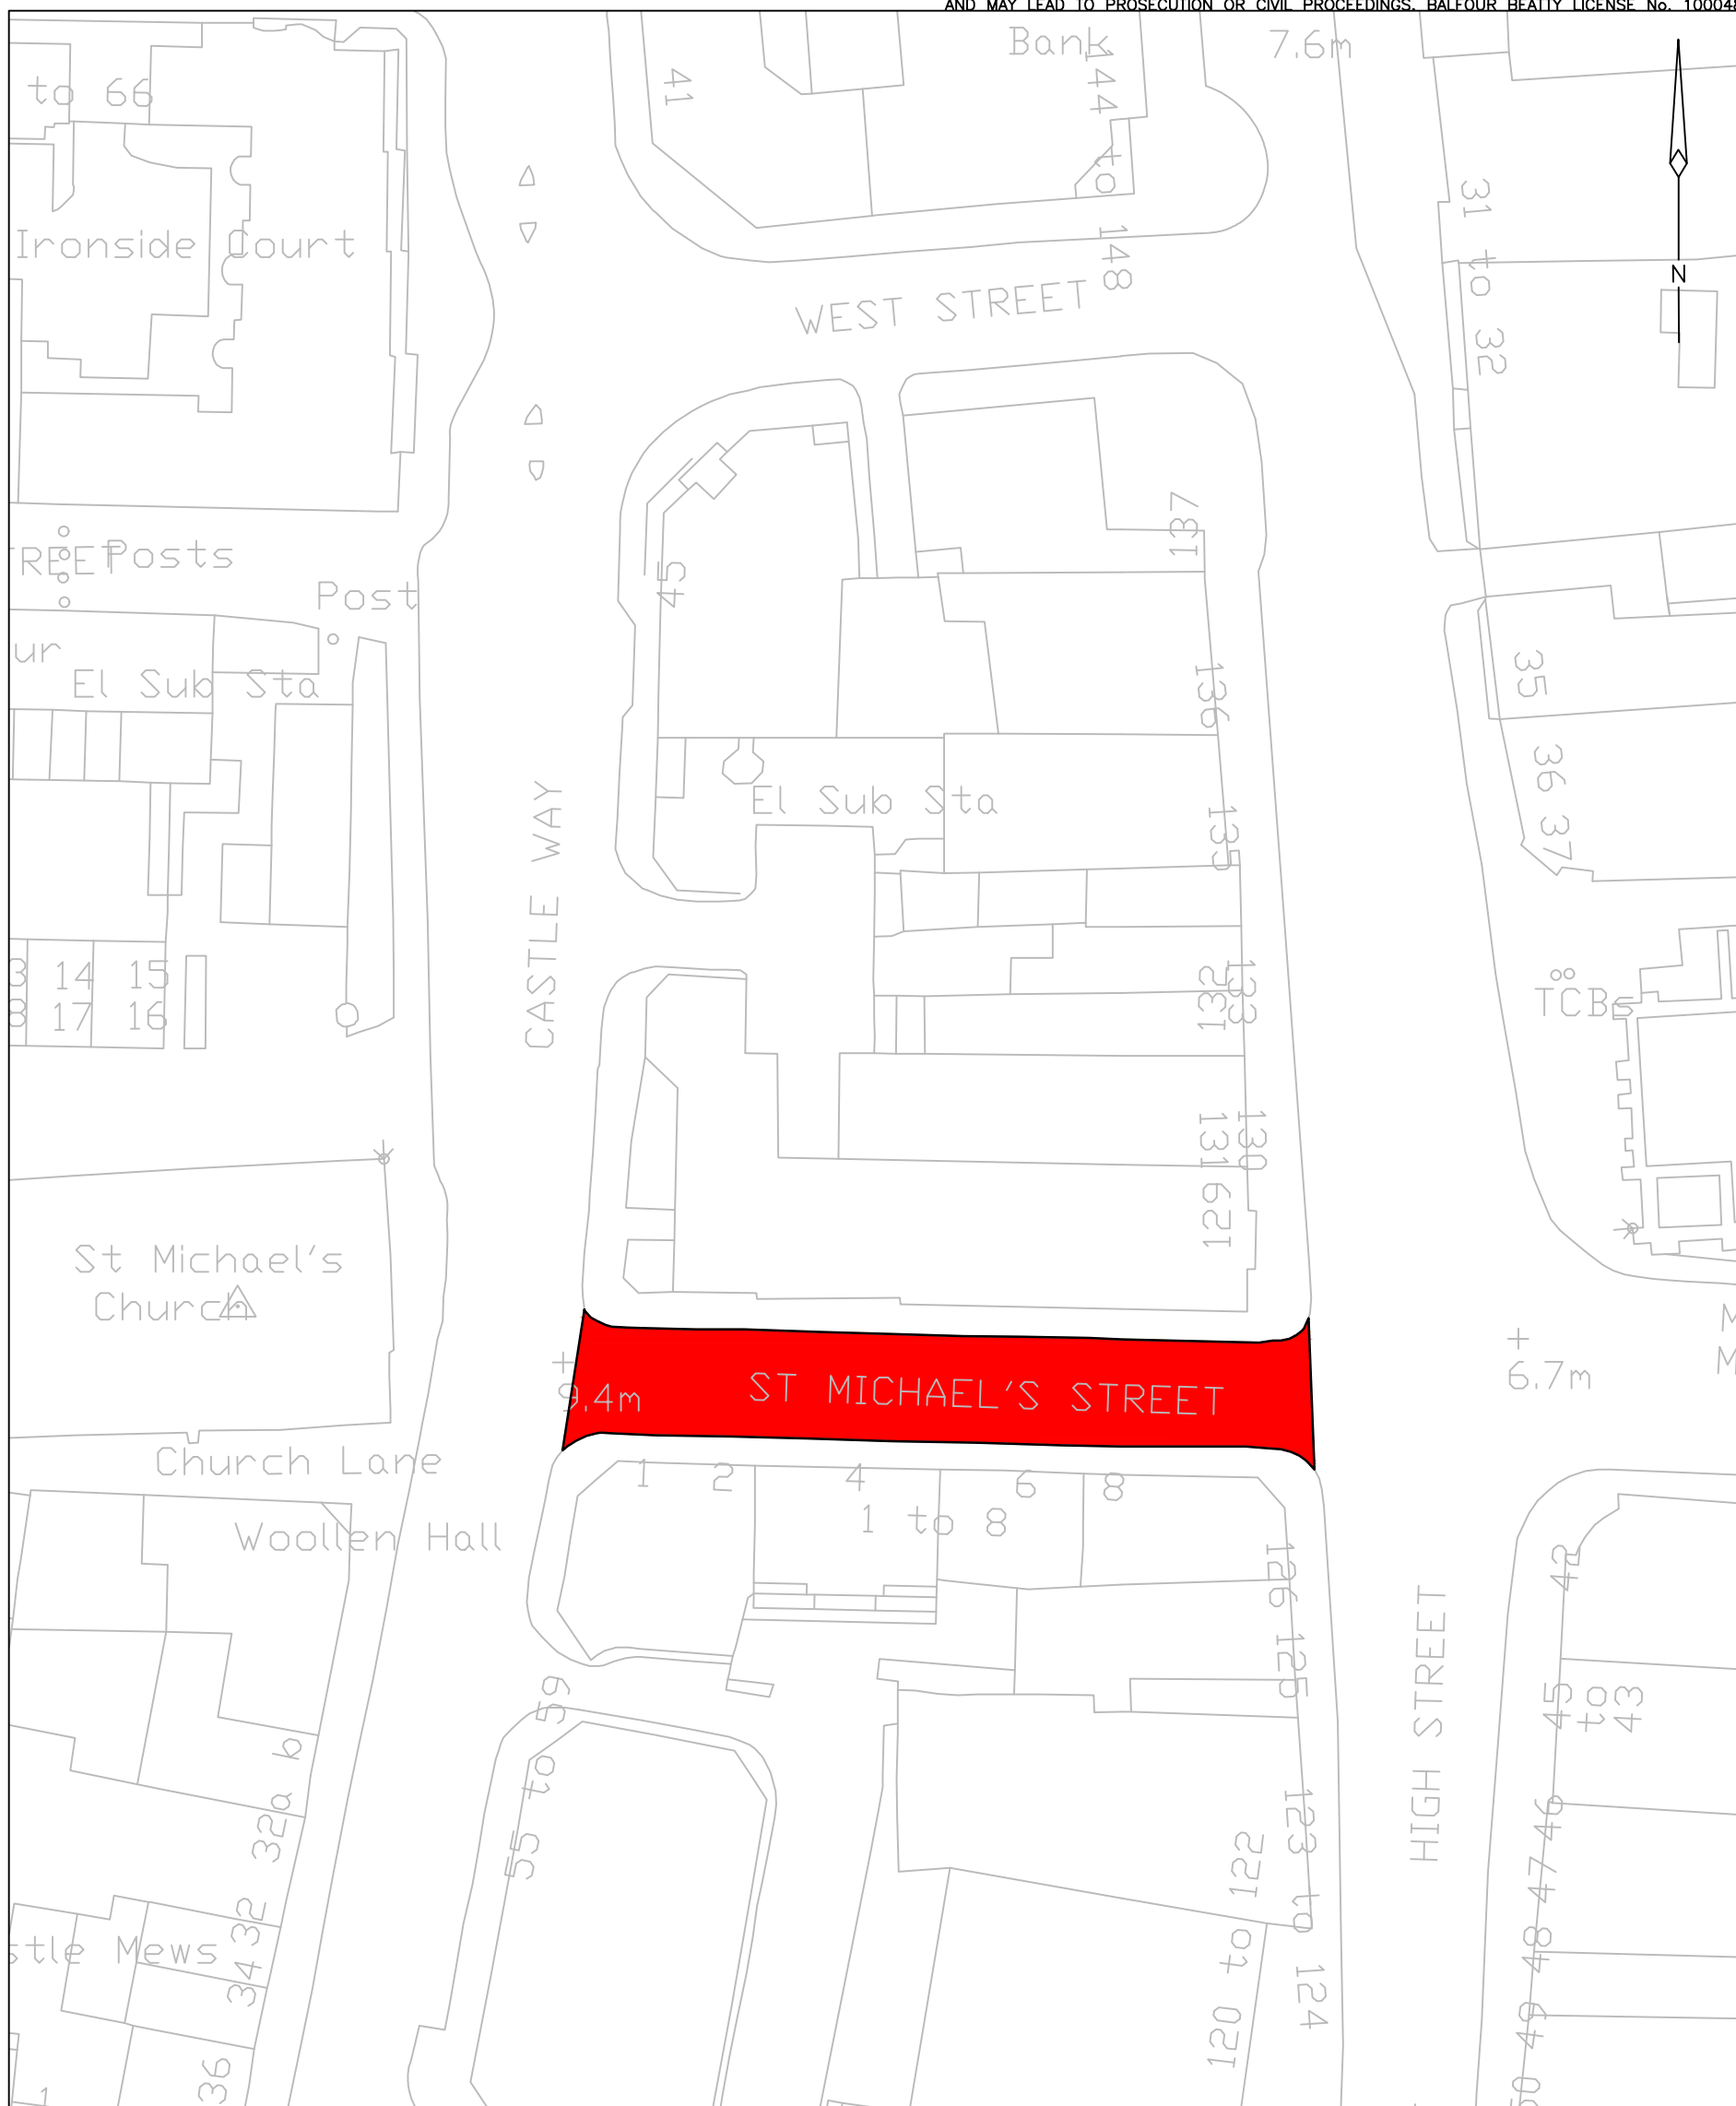 AND MAY LEAD TO PROSECUTION OR CIVIL PROCEEDINGS. BALFOUR BEATTY LICENSE No. 10004
Bank
7.6m
to 66
41
144 to 148
31 to 32
Ironside Court
N
WEST STREET
137
45
REET
Posts
Post
ur
El Sub Sta
136
35
36
37
El Sub Sta
135
CASTLE WAY
14 15
17 16
132
133
TCBs
131
130
129
St Michael's
Church
9.4m
ST MICHAEL'S STREET
6.7m
Church Lane
1 2 4 6 8
1 to 8
Woollen Hall
126
125
42
HIGH STREET
45
to
43
59
55 to
b
32a
32
34
123 to 124
120 to 122
46
47
48
49
stle Mews
36
1